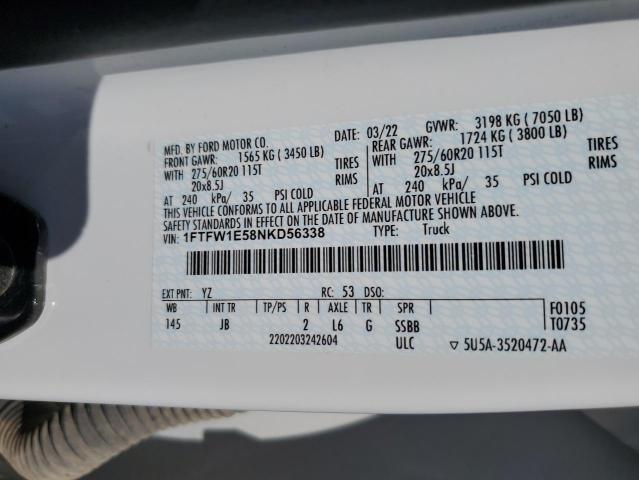 MFD. BY FORD MOTOR CO.
DATE: 03/22 GVWR: 3198 KG ( 7050 LB)
FRONT GAWR: 1565 KG ( 3450 LB) REAR GAWR: 1724 KG ( 3800 LB)
WITH 275/60R20 115T TIRES WITH 275/60R20 115T TIRES
20x8.5J RIMS 20x8.5J RIMS
AT 240 kPa/ 35 PSI COLD AT 240 kPa/ 35 PSI COLD
THIS VEHICLE CONFORMS TO ALL APPLICABLE FEDERAL MOTOR VEHICLE
SAFETY STANDARDS IN EFFECT ON THE DATE OF MANUFACTURE SHOWN ABOVE.
VIN: 1FTFW1E58NKD56338 TYPE: Truck
EXT PNT: YZ RC: 53 DSO:
WB INT TR TP/PS R AXLE TR SPR F0105
145 JB 2 L6 G SSBB T0735
2202203242604 ULC ▽ 5U5A-3520472-AA